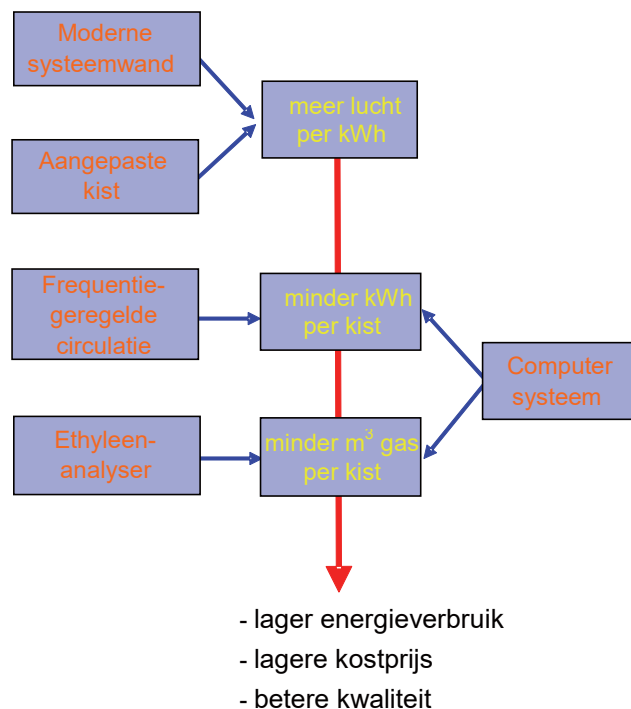 Moderne
systeemwand
meer lucht
per kWh
Aangepaste
kist
Frequentie-
geregelde
circulatie
minder kWh
per kist
Computer
systeem
Ethyleen-
analyser
minder m³ gas
per kist
- lager energieverbruik
- lagere kostprijs
- betere kwaliteit